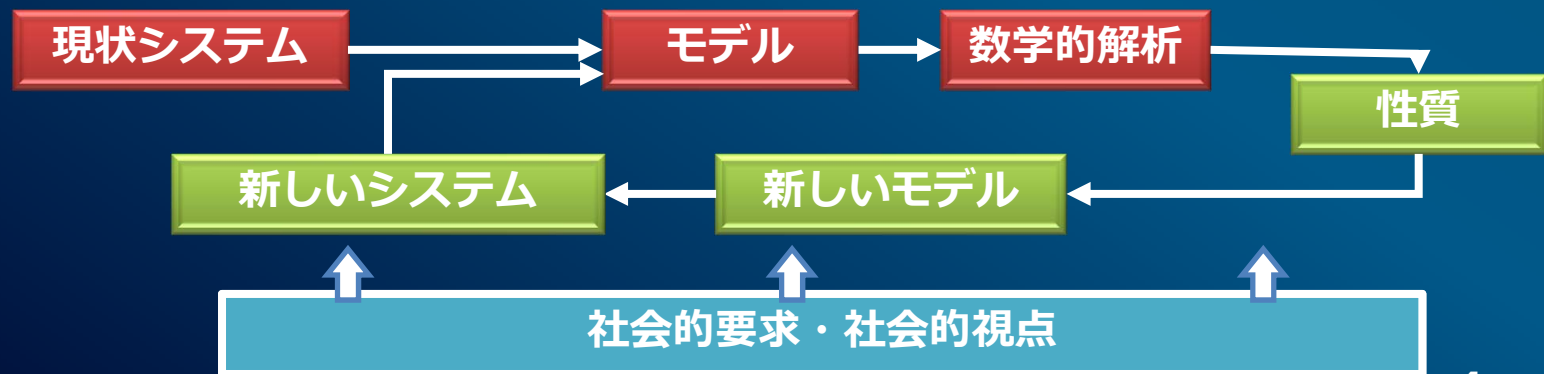 現状システム
モデル
数学的解析
性質
新しいシステム
新しいモデル
社会的要求・社会的視点